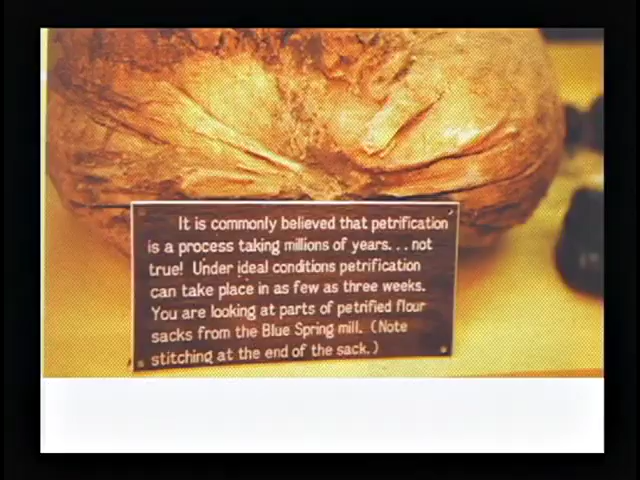 It is commonly believed that petrification
is a process taking millions of years...not
true! Under ideal conditions petrification
can take place in as few as three weeks.
You are looking at parts of petrified flour
sacks from the Blue Spring mill. (Note
stitching at the end of the sack.)